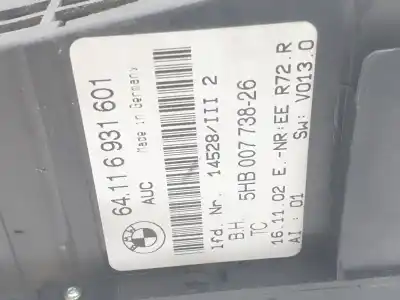 64.11 6 931 601
AUC Made in Germany
BMW
lfd. Nr. 14528/III 2
B.H. 5HB 007 738-26
TC.
16.11.02 E.-NR:EE R72.R
AI : 01 SW: V013.0